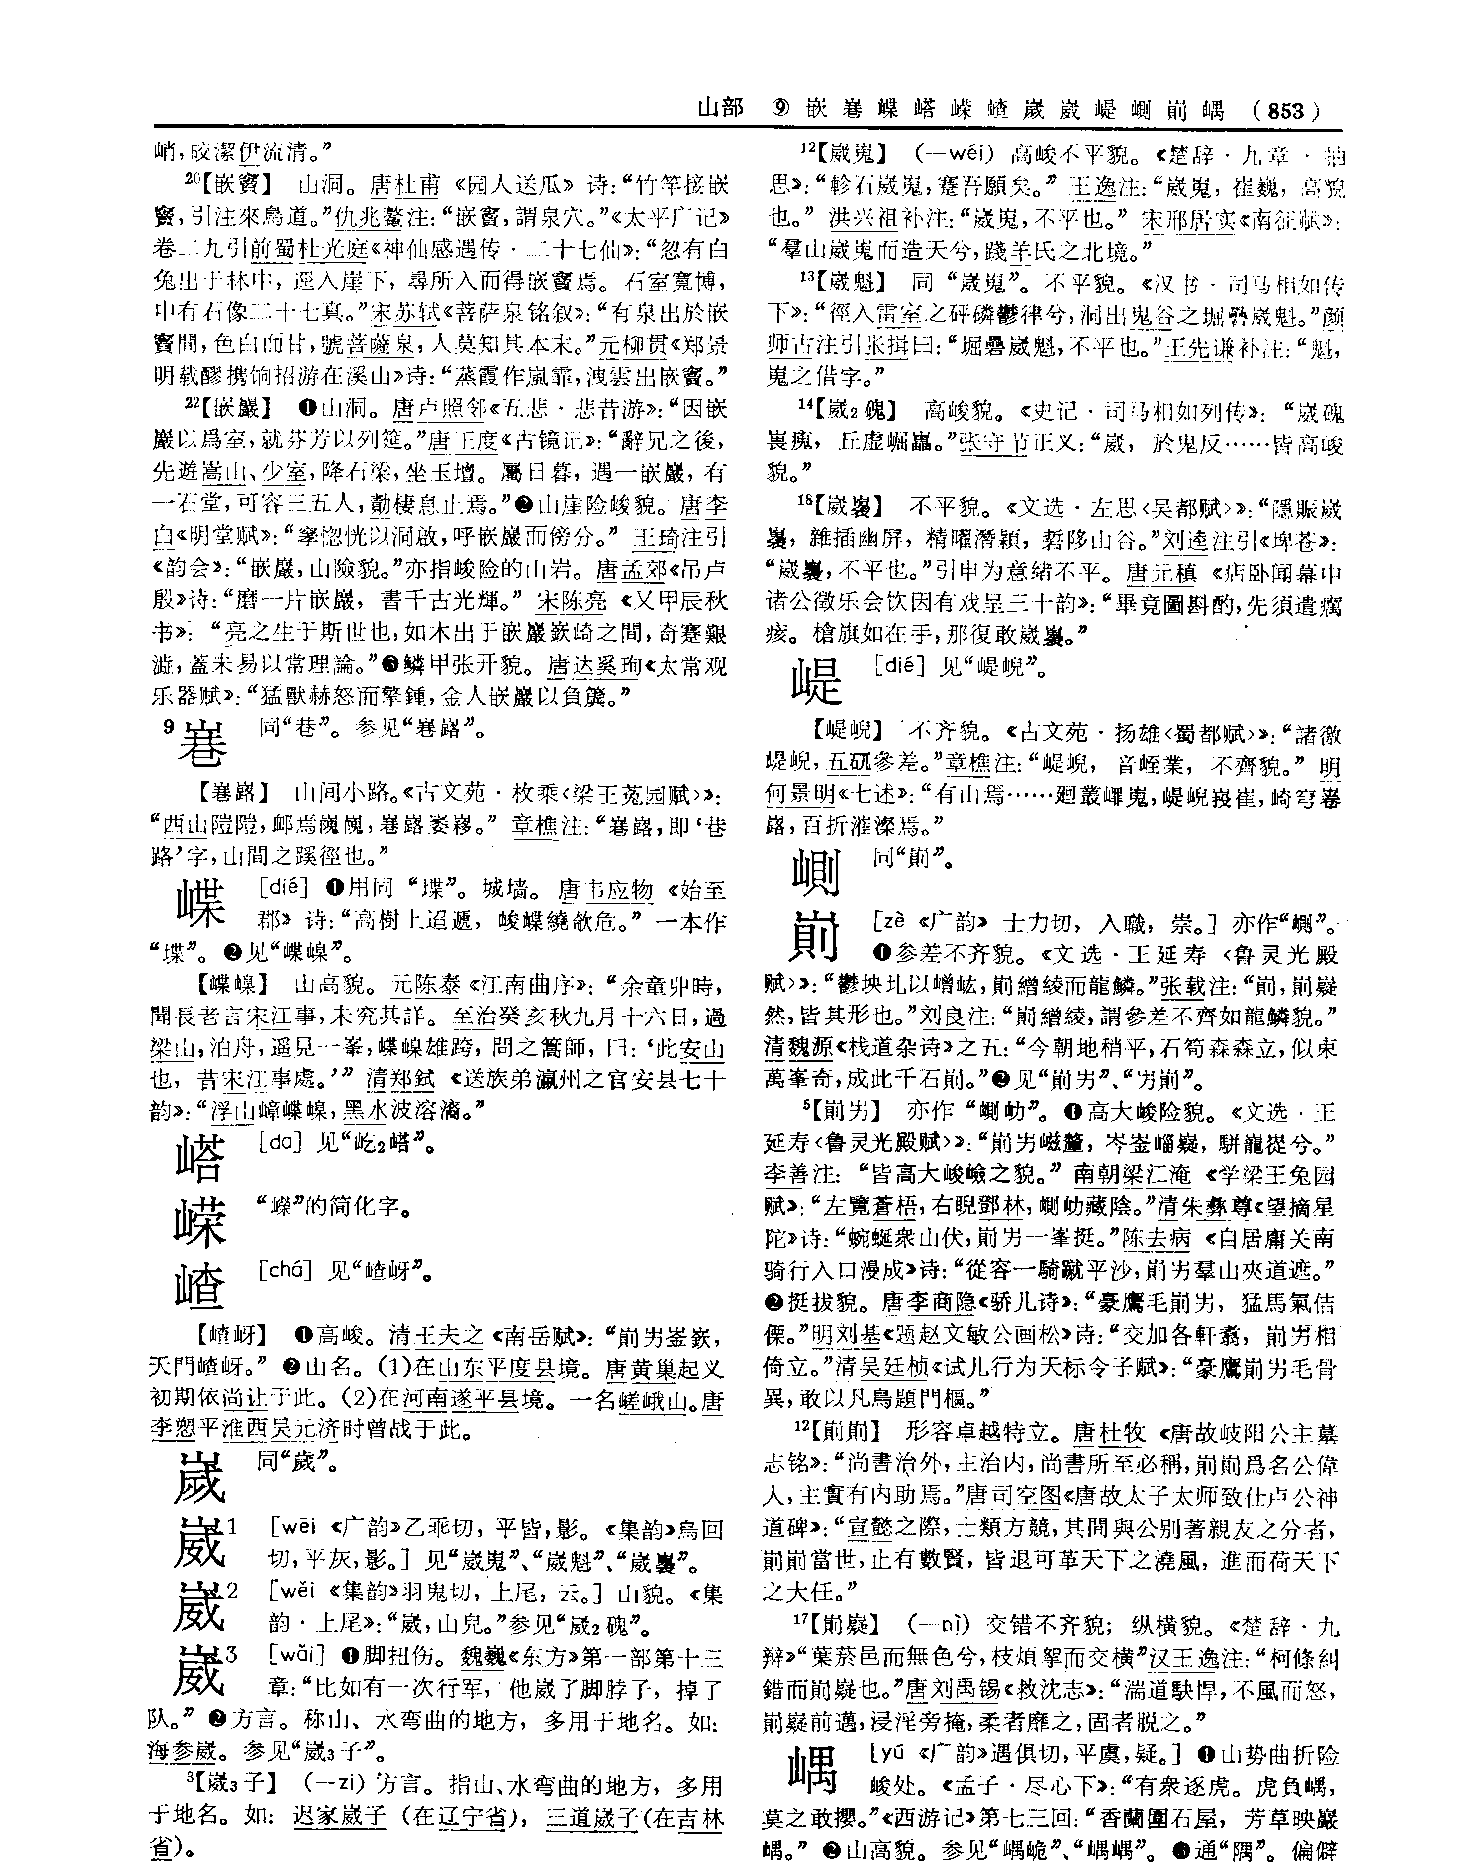 山部 ⑨ 嵌 𡹴 嵽 嵴 嵘 嵖 嵗 崴 崼 崱 嵎 (853)
峭,皎潔伊流清。”
20【嵌竇】 山洞。唐杜甫《园人送瓜》诗:“竹竿接嵌
竇,引注來鳥道。”仇兆鳌注:“嵌竇,謂泉穴。”《太平广记》
卷二九引前蜀杜光庭《神仙感遇传·二十七仙》:“忽有白
兔出于林中,逕入崖下,尋所入而得嵌竇焉。石室寬博,
中有石像二十七真。”宋苏轼《菩萨泉铭叙》:“有泉出於嵌
竇間,色白而甘,號菩薩泉,人莫知其本末。”元柳贯《郑景
明载醪携饷招游在溪山》诗:“蒸霞作嵐霏,洩雲出嵌竇。”
22【嵌巖】 ❶山洞。唐卢照邻《五悲·悲昔游》:“因嵌
巖以爲室,就芬芳以列筵。”唐王度《古镜记》:“辭兄之後,
先遊嵩山、少室,降石梁,坐玉壇。屬日暮,遇一嵌巖,有
一石堂,可容三五人,勣棲息止焉。”❷山崖险峻貌。唐李
白《明堂赋》:“掔惚恍以洞啟,呼嵌巖而傍分。”王琦注引
《韵会》:“嵌巖,山險貌。”亦指峻险的山岩。唐孟郊《吊卢
殷》诗:“磨一片嵌巖,書千古光輝。”宋陈亮《又甲辰秋
书》:“亮之生于斯世也,如木出于嵌巖嶔崎之間,奇蹇艱
澁,蓋未易以常理論。”❸鳞甲张开貌。唐达奚珣《太常观
乐器赋》:“猛獸赫怒而擎鍾,金人嵌巖以負簴。”
9 同“巷”。参见
山间小路。《古文苑·枚乘〈梁王菟园赋〉》:
“西山隑隑,卹焉隗隗,
章樵注: 即‘巷
路’字,山間之蹊徑也。”
嵽 [dié] ❶用同“堞”。城墙。唐韦应物《始至
郡》诗:“高樹上迢遞,峻嵽繞欹危。”一本作
“堞”。❷见“嵽嵲”。
【嵽嵲】 山高貌。元陈泰《江南曲序》:“余童丱時,
聞長老言宋江事,未究其詳。至治癸亥秋九月十六日,過
梁山,泊舟,遥見一峯,嵽嵲雄跨,問之篙師,曰:‘此安山
也,昔宋江事處。’”清郑鉽《送族弟瀛州之官安县七十
韵》:“浮山嶂嵽嵲,黑水波溶滴。”
[da] 见“屹2
嵘 “嶸”的简化字。
嵖 [chá] 见“嵖岈”。
【嵖岈】 ❶高峻。清王夫之《南岳赋》:“崱屴崟嶔,
天門嵖岈。”❷山名。(1)在山东平度县境。唐黄巢起义
初期依尚让于此。(2)在河南遂平县境。一名嵯峨山。唐
李愬平淮西吴元济时曾战于此。
嵗 同“歲”。
崴1 [wēi 《广韵》乙乖切,平皆,影。《集韵》烏回
切,平灰,影。] 见“崴嵬”、“崴魁”、“崴裹”。
崴2 [wěi 《集韵》羽鬼切,上尾,云。] 山貌。《集
韵·上尾》:“崴,山皃。”参见“崴2磈”。
崴3 [wǎi] ❶脚扭伤。魏巍《东方》第一部第十三
章:“比如有一次行军,他崴了脚脖子,掉了
队。”❷方言。称山、水弯曲的地方,多用于地名。如:
海参崴。参见“崴3子”。
3【崴3子】 (—zi) 方言。指山、水弯曲的地方,多用
于地名。如:迟家崴子(在辽宁省),三道崴子(在吉林
省)。
12【崴嵬】 (—wéi) 高峻不平貌。《楚辞·九章·抽
思》:“軫石崴嵬,蹇吾願矣。”王逸注:“崴嵬,崔巍,高貌
也。”洪兴祖补注:“崴嵬,不平也。”宋邢居实《南征赋》:
“羣山崴嵬而造天兮,踐羊氏之北境。”
13【崴魁】 同“崴嵬”。不平貌。《汉书·司马相如传
下》:“徑入雷室之砰磷鬱律兮,洞出鬼谷之堀礨崴魁。”颜
师古注引张揖曰:“堀礨崴魁,不平也。”王先谦补注:“魁,
嵬之借字。”
14【崴2磈】 高峻貌。《史记·司马相如列传》:“崴磈
嵔瘣,丘虚崛礨。”张守节正义:“崴,於鬼反……皆高峻
貌。”
18【崴裹】 不平貌。《文选·左思〈吴都赋〉》:“隱賑崴
裹,雜插幽屏,精曜潛穎,硩陊山谷。”刘逵注引《埤苍》:
“崴裹,不平也。”引申为意绪不平。唐元稹《病卧闻幕中
诸公徵乐会饮因有戏呈三十韵》:“畢竟圖斟酌,先須遣癘
痎。槍旗如在手,那復敢崴裹。”
崼 [dié] 见“崼崺”。
【崼崺】 不齐貌。《古文苑·扬雄〈蜀都赋〉》:“諸徼
崼崺,五矹參差。”章樵注:“崼崺,音峌嶪,不齊貌。”明
何景明《七述》:“有山焉……廻叢嶵嵬,崼崺嵏崔,崎穹
百折漼澯焉。”
同“崱”。
崱 [zè 《广韵》士力切,入職,崇。]
❶参差不齐貌。《文选·王延寿〈鲁灵光殿
赋〉》:“鬱坱圠以嶒峵,崱繒綾而龍鱗。”张载注:“崱,崱嶷
然,皆其形也。”刘良注:“崱繒綾,謂參差不齊如龍鱗貌。”
清魏源《栈道杂诗》之五:“今朝地稍平,石笋森森立,似束
萬峯奇,成此千石崱。”❷见“崱屴”、“屴崱”。
5【崱屴】 ❶高大峻险貌。《文选·王
延寿〈鲁灵光殿赋〉》:“崱屴嵫釐,岑崟崰嶷,駢龍嵸兮。”
李善注:“皆高大峻嶮之貌。”南朝梁江淹《学梁王兔园
赋》:“左覽蒼梧,右睨鄧林,崱屴藏陰。”清朱彝尊《望摘星
陀》诗:“蜿蜒衆山伏,崱屴一峯挺。”陈去病《自居庸关南
骑行入口漫成》诗:“從容一騎蹴平沙,崱屴羣山夾道遮。”
❷挺拔貌。唐李商隐《骄儿诗》:“豪鷹毛崱屴,猛馬氣佶
傈。”明刘基《题赵文敏公画松》诗:“交加各軒翥,崱屴相
倚立。”清吴廷桢《试儿行为天标令子赋》:“豪鷹崱屴毛骨
異,敢以凡鳥題門樞。”
12【崱崱】 形容卓越特立。唐杜牧《唐故岐阳公主墓
志铭》:“尚書治外,主治内,尚書所至必稱,崱崱爲名公偉
人,主實有内助焉。”唐司空图《唐故太子太师致仕卢公神
道碑》:“宣懿之際,士類方競,其間與公别著親友之分者,
崱崱當世,止有數賢,皆退可革天下之澆風,進而荷天下
之大任。”
17【崱嶷】 (—nì) 交错不齐貌;纵横貌。《楚辞·九
辩》“葉菸邑而無色兮,枝煩挐而交横”汉王逸注:“柯條糾
錯而崱嶷也。”唐刘禹锡《救沈志》:“湍道駃悍,不風而怒,
崱嶷前邁,浸淫旁掩,柔者靡之,固者脱之。”
嵎 [yú 《广韵》遇俱切,平虞,疑。] ❶山势曲折险
峻处。《孟子·尽心下》:“有衆逐虎。虎負嵎,
莫之敢攖。”《西游记》第七三回:“香蘭圍石屋,芳草映巖
嵎。”❷山高貌。参见“嵎峗”、“嵎嵎”。❸通“隅”。偏僻